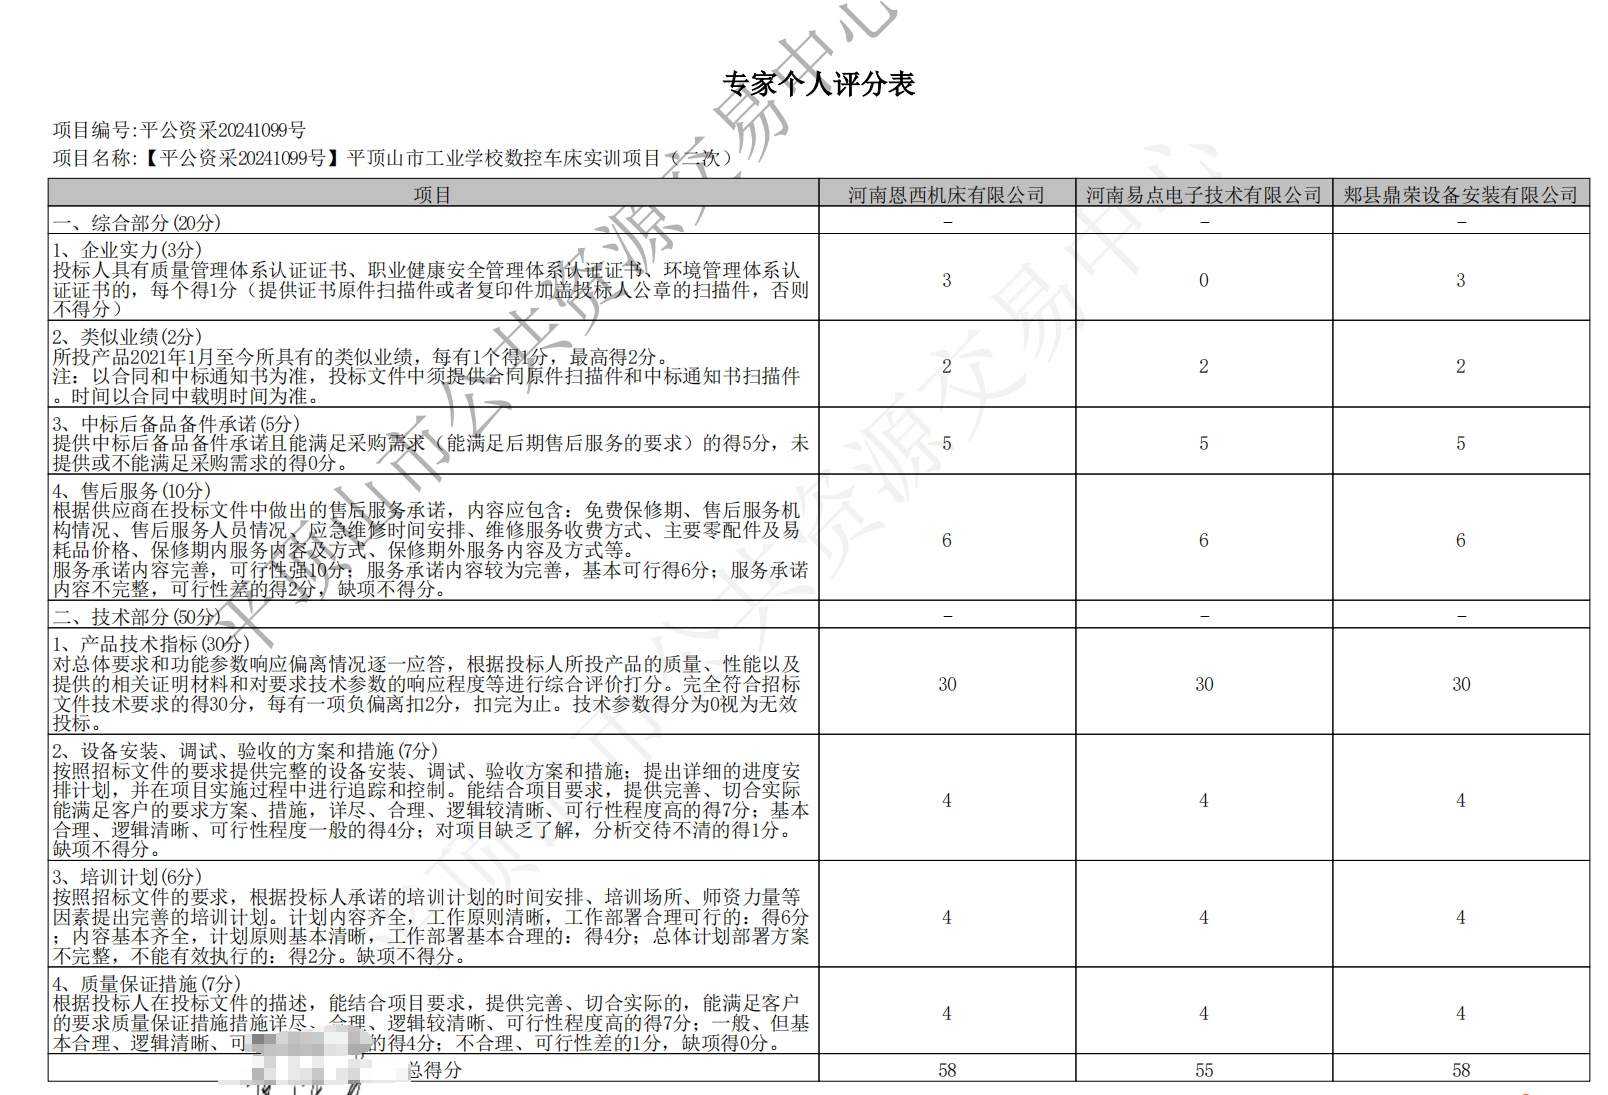 专家个人评分表
项目编号:平公资采20241099号
项目名称:【平公资采20241099号】平顶山市工业学校数控车床实训项目（二次）
项目 河南恩西机床有限公司 河南易点电子技术有限公司 郏县鼎荣设备安装有限公司
一、综合部分(20分) － － －
1、企业实力(3分)
投标人具有质量管理体系认证证书、职业健康安全管理体系认证证书、环境管理体系认
证证书的，每个得1分（提供证书原件扫描件或者复印件加盖投标人公章的扫描件，否则
不得分）
3 0 3
2、类似业绩(2分)
所投产品2021年1月至今所具有的类似业绩，每有1个得1分，最高得2分。
注：以合同和中标通知书为准，投标文件中须提供合同原件扫描件和中标通知书扫描件
。时间以合同中载明时间为准。
2 2 2
3、中标后备品备件承诺(5分)
提供中标后备品备件承诺且能满足采购需求（能满足后期售后服务的要求）的得5分，未
提供或不能满足采购需求的得0分。
5 5 5
4、售后服务(10分)
根据供应商在投标文件中做出的售后服务承诺，内容应包含：免费保修期、售后服务机
构情况、售后服务人员情况、应急维修时间安排、维修服务收费方式、主要零配件及易
耗品价格、保修期内服务内容及方式、保修期外服务内容及方式等。
服务承诺内容完善，可行性强10分；服务承诺内容较为完善，基本可行得6分；服务承诺
内容不完整，可行性差的得2分，缺项不得分。
6 6 6
二、技术部分(50分) － － －
1、产品技术指标(30分)
对总体要求和功能参数响应偏离情况逐一应答，根据投标人所投产品的质量、性能以及
提供的相关证明材料和对要求技术参数的响应程度等进行综合评价打分。完全符合招标
文件技术要求的得30分，每有一项负偏离扣2分，扣完为止。技术参数得分为0视为无效
投标。
30 30 30
2、设备安装、调试、验收的方案和措施(7分)
按照招标文件的要求提供完整的设备安装、调试、验收方案和措施；提出详细的进度安
排计划，并在项目实施过程中进行追踪和控制。能结合项目要求，提供完善、切合实际
能满足客户的要求方案、措施，详尽、合理、逻辑较清晰、可行性程度高的得7分；基本
合理、逻辑清晰、可行性程度一般的得4分；对项目缺乏了解，分析交待不清的得1分。
缺项不得分。
4 4 4
3、培训计划(6分)
按照招标文件的要求，根据投标人承诺的培训计划的时间安排、培训场所、师资力量等
因素提出完善的培训计划。计划内容齐全，工作原则清晰，工作部署合理可行的：得6分
；内容基本齐全，计划原则基本清晰，工作部署基本合理的：得4分；总体计划部署方案
不完整，不能有效执行的：得2分。缺项不得分。
4 4 4
4、质量保证措施(7分)
根据投标人在投标文件的描述，能结合项目要求，提供完善、切合实际的，能满足客户
的要求质量保证措施措施详尽、合理、逻辑较清晰、可行性程度高的得7分；一般、但基
本合理、逻辑清晰、可 的得4分；不合理、可行性差的1分，缺项得0分。
4 4 4
总得分 58 55 58
平顶山市公共资源交易中心
平顶山市公共资源交易中心